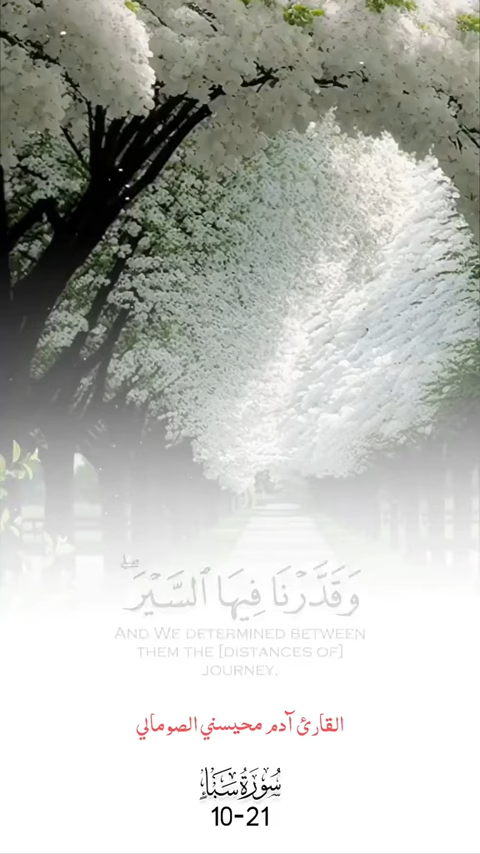 وَقَدَّرْنَا فِيهَا ٱلسَّيْرَ ۖ
AND WE DETERMINED BETWEEN
THEM THE [DISTANCES OF]
JOURNEY.
القارئ آدم محيسني الصومالي
سُورَةُ سَبَإٍ
10-21